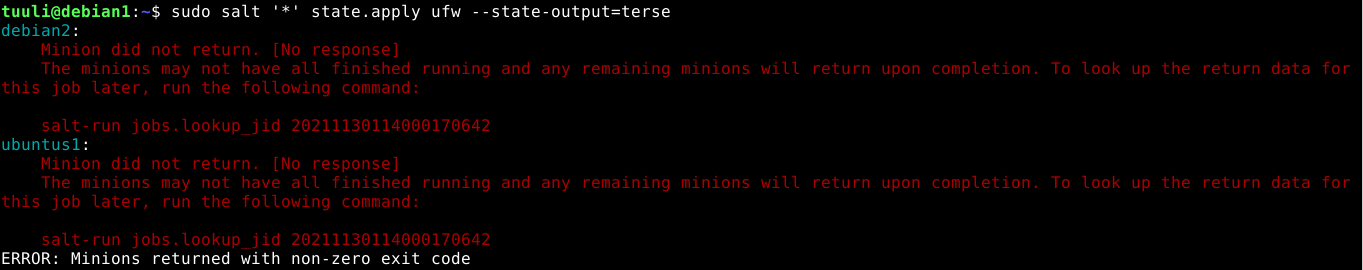 tuuli@debian1:~$ sudo salt '*' state.apply ufw --state-output=terse
debian2:
    Minion did not return. [No response]
    The minions may not have all finished running and any remaining minions will return upon completion. To look up the return data for
this job later, run the following command:

    salt-run jobs.lookup_jid 20211130114000170642
ubuntus1:
    Minion did not return. [No response]
    The minions may not have all finished running and any remaining minions will return upon completion. To look up the return data for
this job later, run the following command:

    salt-run jobs.lookup_jid 20211130114000170642
ERROR: Minions returned with non-zero exit code